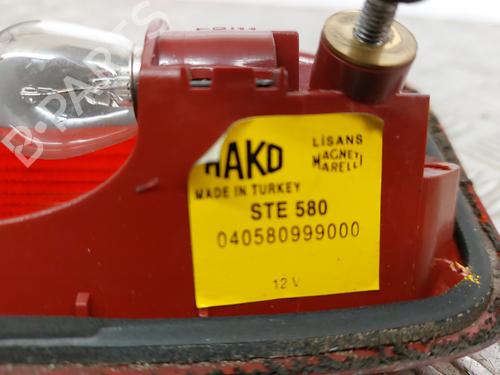 HAKO
LİSANS
MAGNETI
MARELLI
MADE IN TURKEY
STE 580
040580999000
12 V
B-PARTS